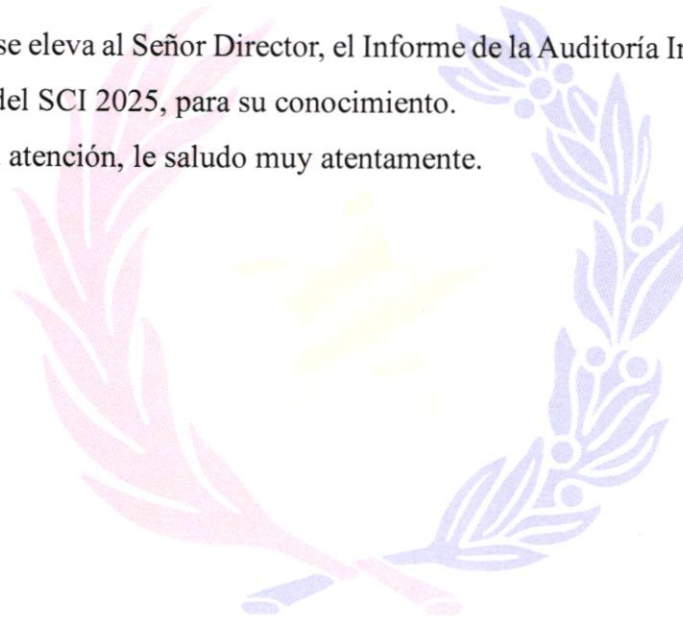 se eleva al Señor Director, el Informe de la Auditoría
del SCI 2025, para su conocimiento.
atención, le saludo muy atentamente.